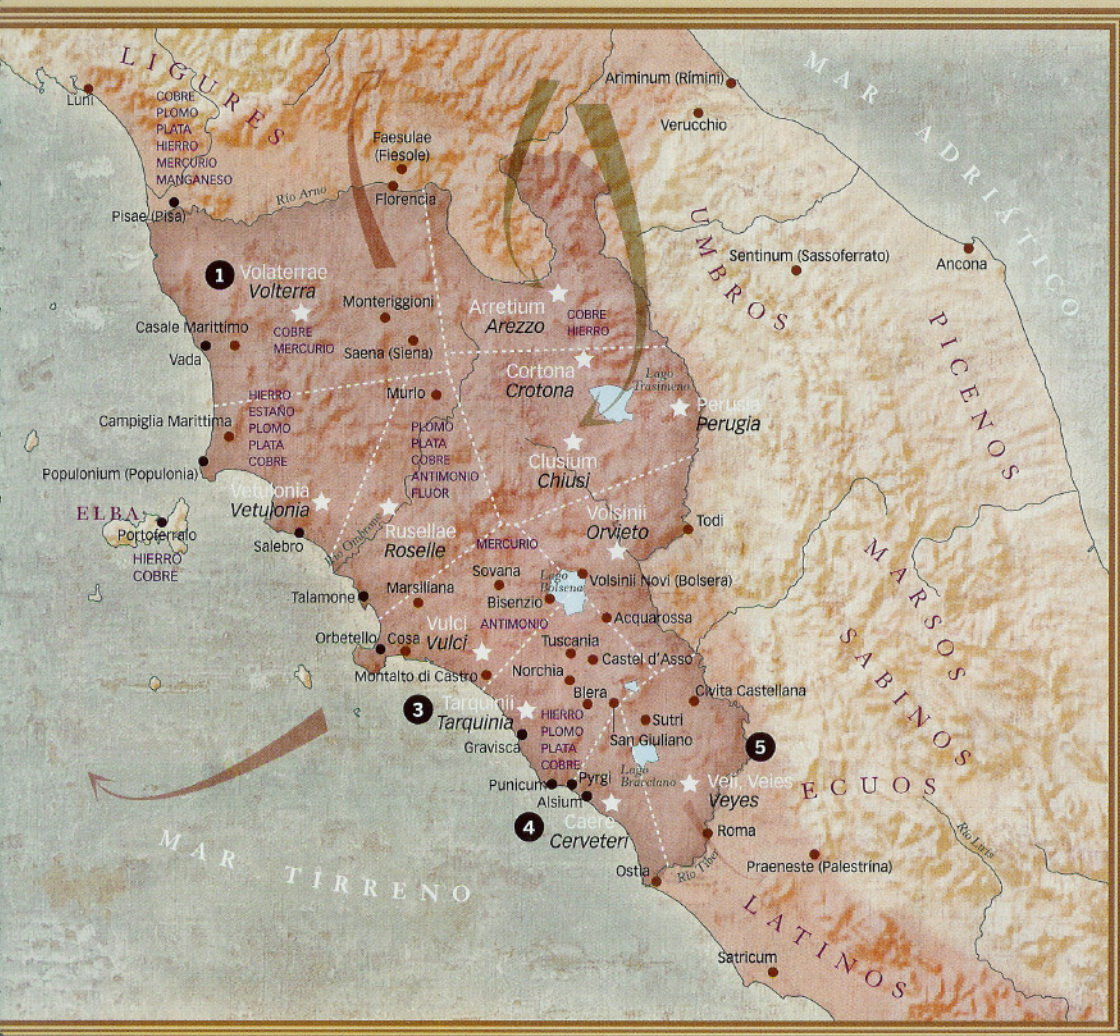 LIGURES
MAR ADRIÁTICO
Luni
COBRE
PLOMO
PLATA
HIERRO
MERCURIO
MANGANESO
Ariminum (Rímini)
Verucchio
Faesulae
(Fiesole)
Florencia
Río Arno
Pisae (Pisa)
UMBROS
Sentinum (Sassoferrato)
Ancona
PICENOS
1
Volaterrae
Volterra
COBRE
MERCURIO
Monteriggioni
Saena (Siena)
Casale Marittimo
Vada
Arretium
Arezzo
COBRE
HIERRO
Cortona
Crotona
Lago
Trasimeno
Perusia
Perugia
Murlo
HIERRO
ESTAÑO
PLOMO
PLATA
COBRE
Campiglia Marittima
Populonium (Populonia)
PLOMO
PLATA
COBRE
ANTIMONIO
FLUOR
Clusium
Chiusi
ELBA
Portoferraio
HIERRO
COBRE
Vetulonia
Vetulonia
Salebro
Río Ombrone
Rusellae
Roselle
Volsinii
Orvieto
Todi
MERCURIO
MARSOS
SABINOS
Talamone
Marsiliana
Sovana
Bisenzio
Lago
Bolsena
Volsinii Novi (Bolsera)
ANTIMONIO
Acquarossa
Orbetello
Cosa
Vulci
Vulci
Tuscania
Castel d'Asso
Montalto di Castro
Norchia
Blera
Civita Castellana
3
Tarquinii
Tarquinia
Gravisca
HIERRO
PLOMO
PLATA
COBRE
Sutri
San Giuliano
5
Lago
Bracciano
Punicum
Pyrgi
Alsium
Veii, Veies
Veyes
ECUOS
4
Caere
Cerveteri
Roma
Río Liris
Praeneste (Palestrina)
Ostia
Río Tíber
MAR TIRRENO
LATINOS
Satricum